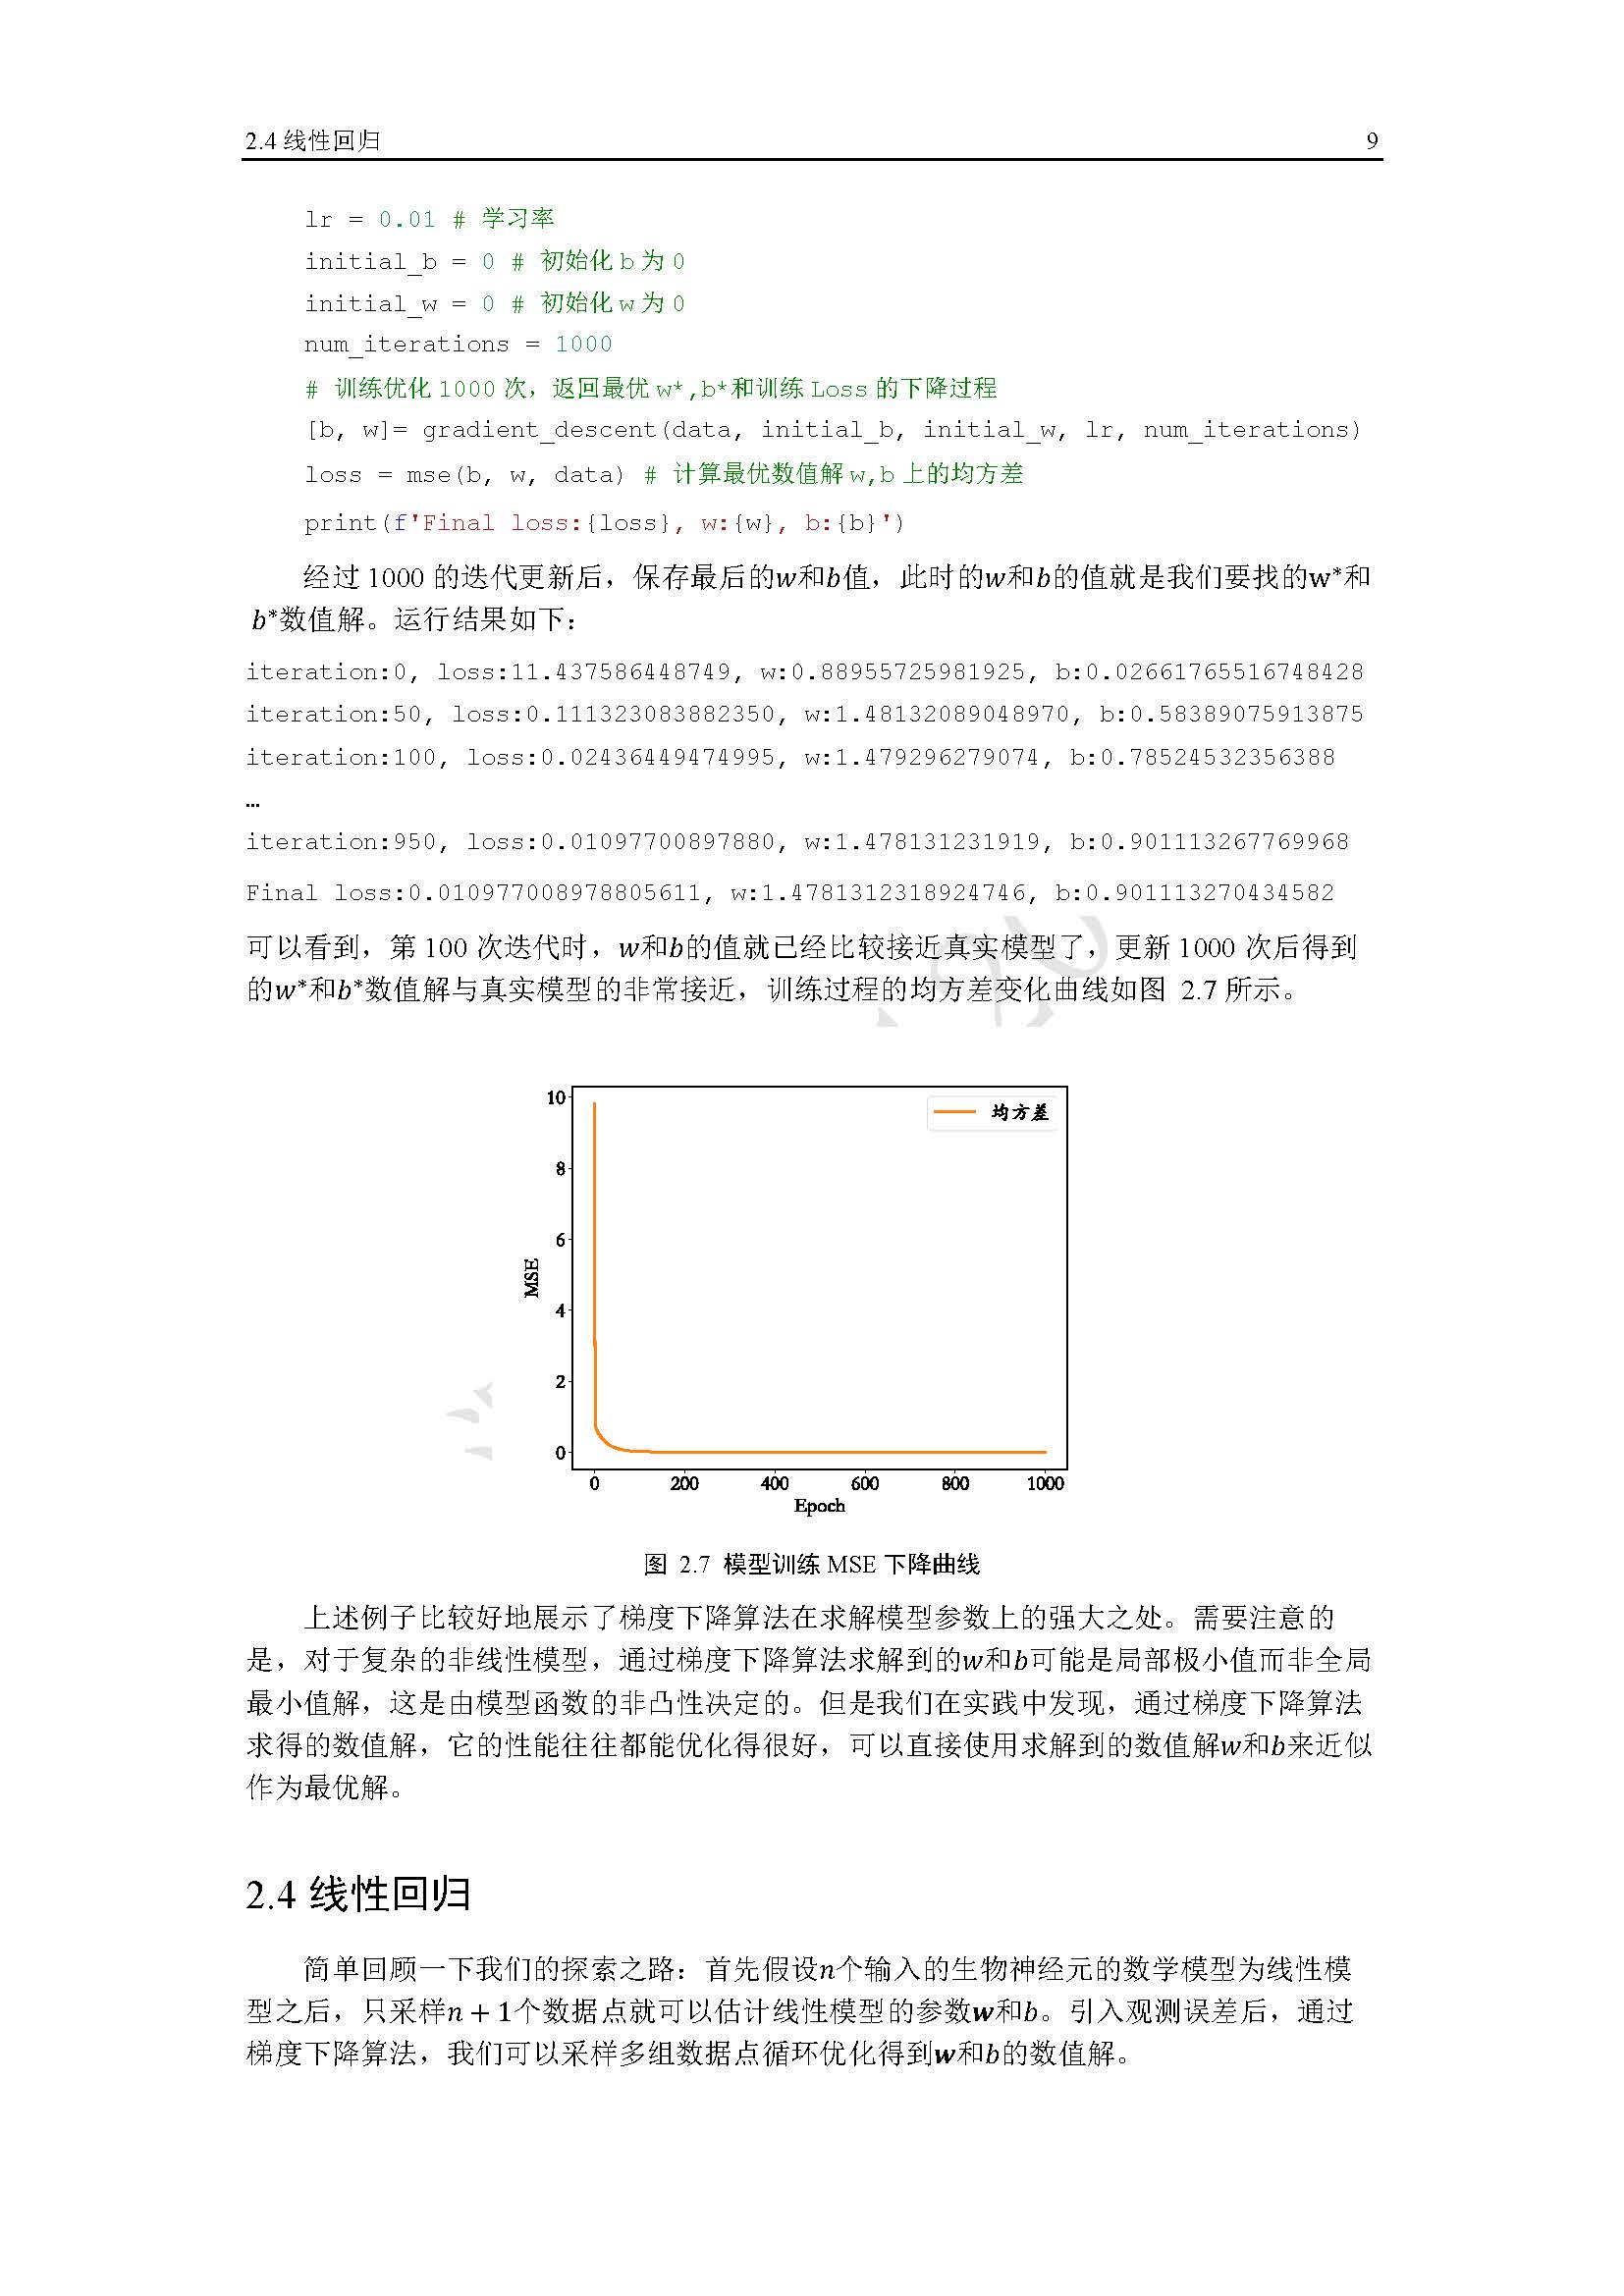 2.4 线性回归 9
lr = 0.01 # 学习率
initial_b = 0 # 初始化 b 为 0
initial_w = 0 # 初始化 w 为 0
num_iterations = 1000
# 训练优化 1000 次，返回最优 w*,b*和训练 Loss 的下降过程
[b, w]= gradient_descent(data, initial_b, initial_w, lr, num_iterations)
loss = mse(b, w, data) # 计算最优数值解 w,b 上的均方差
print(f'Final loss:{loss}, w:{w}, b:{b}')
经过 1000 的迭代更新后，保存最后的w和b值，此时的w和b的值就是我们要找的w*和
b*数值解。运行结果如下：
iteration:0, loss:11.437586448749, w:0.88955725981925, b:0.02661765516748428
iteration:50, loss:0.111323083882350, w:1.48132089048970, b:0.58389075913875
iteration:100, loss:0.02436449474995, w:1.479296279074, b:0.78524532356388
…
iteration:950, loss:0.01097700897880, w:1.478131231919, b:0.901113267769968
Final loss:0.010977008978805611, w:1.4781312318924746, b:0.901113270434582
可以看到，第 100 次迭代时，w和b的值就已经比较接近真实模型了，更新 1000 次后得到
的w*和b*数值解与真实模型的非常接近，训练过程的均方差变化曲线如图 2.7 所示。
10
均方差
8
6
MSE
4
2
0
0 200 400 600 800 1000
Epoch
图 2.7 模型训练 MSE 下降曲线
上述例子比较好地展示了梯度下降算法在求解模型参数上的强大之处。需要注意的
是，对于复杂的非线性模型，通过梯度下降算法求解到的w和b可能是局部极小值而非全局
最小值解，这是由模型函数的非凸性决定的。但是我们在实践中发现，通过梯度下降算法
求得的数值解，它的性能往往都能优化得很好，可以直接使用求解到的数值解w和b来近似
作为最优解。
2.4 线性回归
简单回顾一下我们的探索之路：首先假设n个输入的生物神经元的数学模型为线性模
型之后，只采样n + 1个数据点就可以估计线性模型的参数w和b。引入观测误差后，通过
梯度下降算法，我们可以采样多组数据点循环优化得到w和b的数值解。